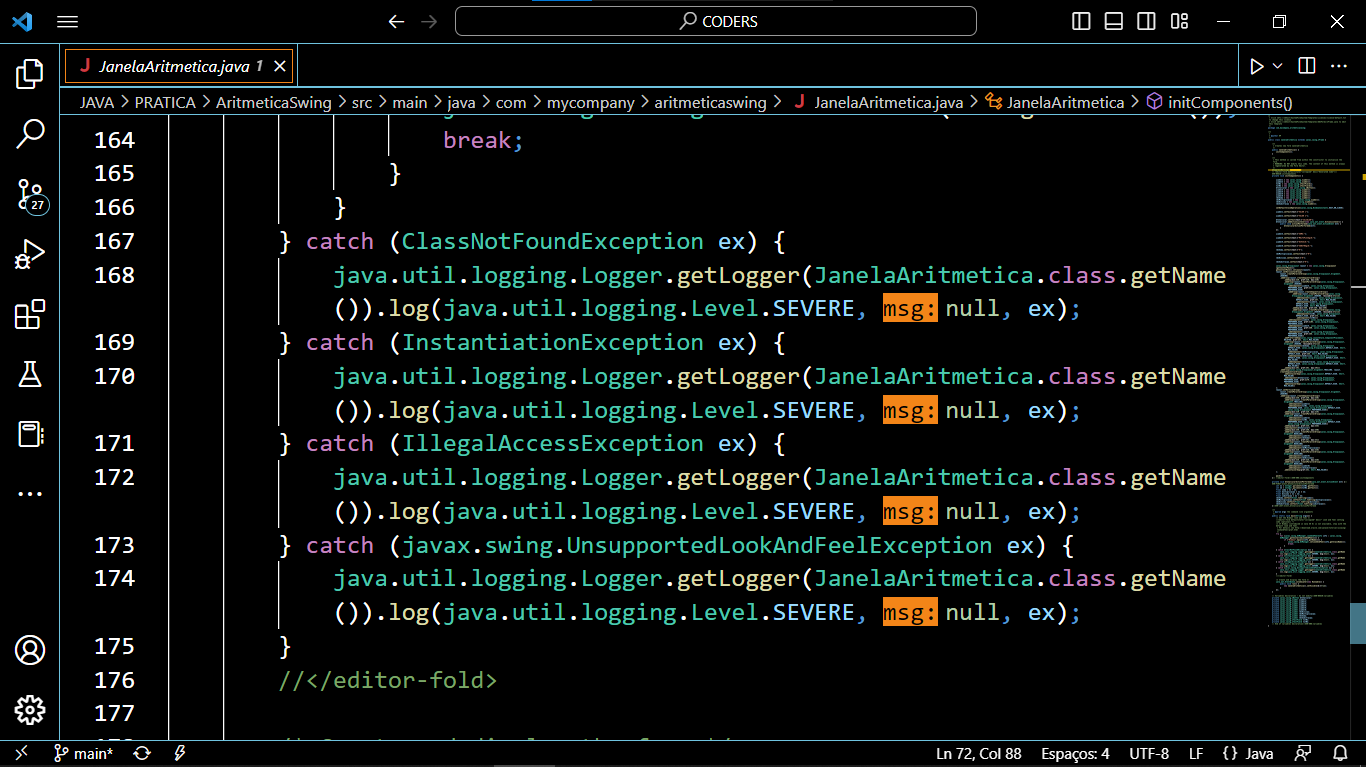 CODERS
JanelaAritmetica.java 1
JAVA > PRATICA > AritmeticaSwing > src > main > java > com > mycompany > aritmeticaswing > J JanelaAritmetica.java > JanelaAritmetica > initComponents()
164 break;
165 }
166 }
167 } catch (ClassNotFoundException ex) {
168 java.util.logging.Logger.getLogger(JanelaAritmetica.class.getName
()).log(java.util.logging.Level.SEVERE, msg: null, ex);
169 } catch (InstantiationException ex) {
170 java.util.logging.Logger.getLogger(JanelaAritmetica.class.getName
()).log(java.util.logging.Level.SEVERE, msg: null, ex);
171 } catch (IllegalAccessException ex) {
172 java.util.logging.Logger.getLogger(JanelaAritmetica.class.getName
()).log(java.util.logging.Level.SEVERE, msg: null, ex);
173 } catch (javax.swing.UnsupportedLookAndFeelException ex) {
174 java.util.logging.Logger.getLogger(JanelaAritmetica.class.getName
()).log(java.util.logging.Level.SEVERE, msg: null, ex);
175 }
176 //</editor-fold>
177
27
main* Ln 72, Col 88 Espaços: 4 UTF-8 LF {} Java